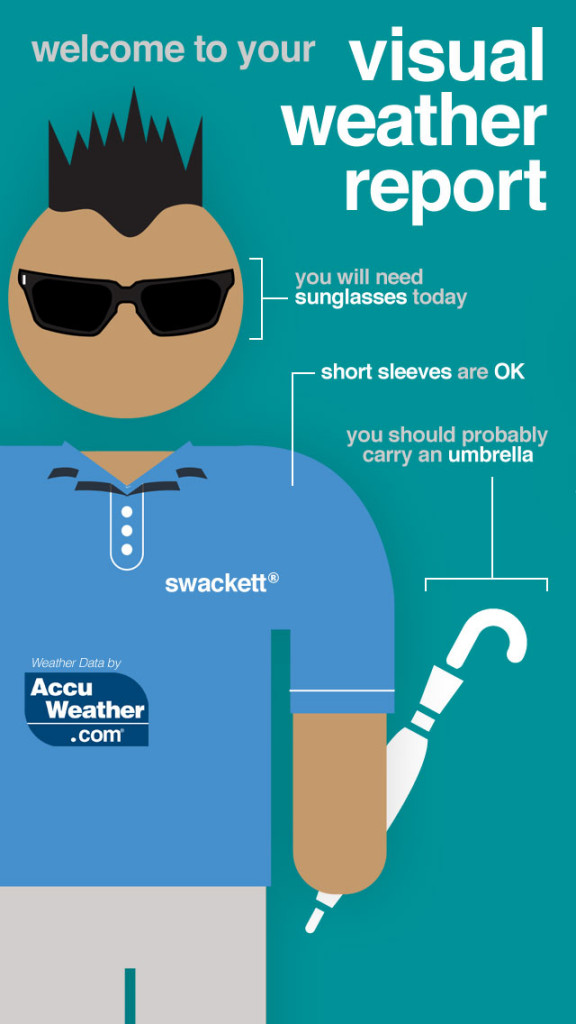 welcome to your
visual
weather
report
you will need
sunglasses today
short sleeves are OK
you should probably
carry an umbrella
swackett®
Weather Data by
Accu
Weather
.com®